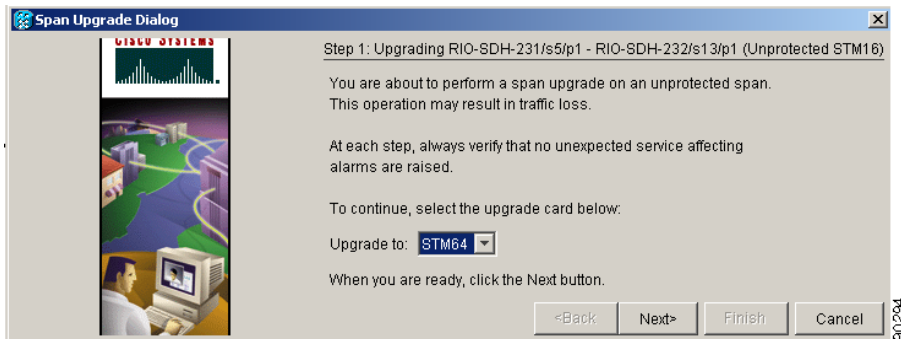 Span Upgrade Dialog
CISCO SYSTEMS
Step 1: Upgrading RIO-SDH-231/s5/p1 - RIO-SDH-232/s13/p1 (Unprotected STM16)
You are about to perform a span upgrade on an unprotected span.
This operation may result in traffic loss.
At each step, always verify that no unexpected service affecting
alarms are raised.
To continue, select the upgrade card below:
Upgrade to: STM64
When you are ready, click the Next button.
<Back Next> Finish Cancel
90294